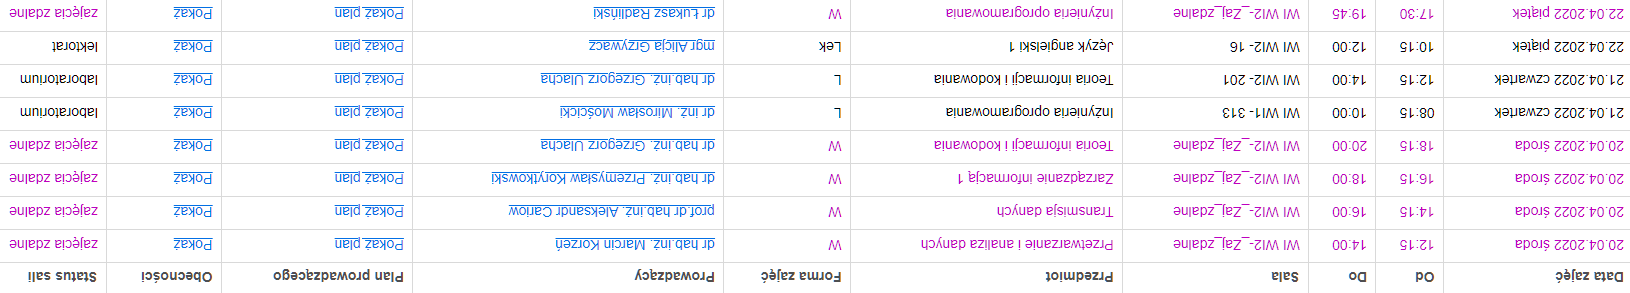 Data zajęć Od Do Sala Przedmiot Forma zajęć Prowadzący Plan prowadzącego Obecności Status sali
20.04.2022 środa 12:15 14:00 WI WI2-_Zaj_zdalne Przetwarzanie i analiza danych W dr hab.inż. Marcin Korzeń Pokaż plan Pokaż zajęcia zdalne
20.04.2022 środa 14:15 16:00 WI WI2-_Zaj_zdalne Transmisja danych W prof.dr hab.inż. Aleksandr Cariow Pokaż plan Pokaż zajęcia zdalne
20.04.2022 środa 16:15 18:00 WI WI2-_Zaj_zdalne Zarządzanie informacją 1 W dr hab.inż. Przemysław Korytkowski Pokaż plan Pokaż zajęcia zdalne
20.04.2022 środa 18:15 20:00 WI WI2-_Zaj_zdalne Teoria informacji i kodowania W dr hab.inż. Grzegorz Ulacha Pokaż plan Pokaż zajęcia zdalne
21.04.2022 czwartek 08:15 10:00 WI WI1- 313 Inżynieria oprogramowania L dr inż. Mirosław Mościcki Pokaż plan Pokaż laboratorium
21.04.2022 czwartek 12:15 14:00 WI WI2- 201 Teoria informacji i kodowania L dr hab.inż. Grzegorz Ulacha Pokaż plan Pokaż laboratorium
22.04.2022 piątek 10:15 12:00 WI WI2- 16 Język angielski 1 Lek mgr Alicja Grzywacz Pokaż plan Pokaż lektorat
22.04.2022 piątek 17:30 19:45 WI WI2-_Zaj_zdalne Inżynieria oprogramowania W dr Łukasz Radliński Pokaż plan Pokaż zajęcia zdalne